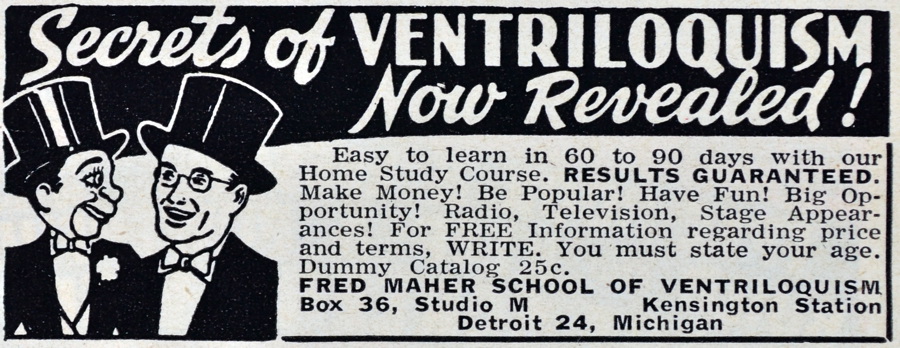 Secrets of VENTRILOQUISM
Now Revealed!
Easy to learn in 60 to 90 days with our
Home Study Course. RESULTS GUARANTEED.
Make Money! Be Popular! Have Fun! Big Op-
portunity! Radio, Television, Stage Appear-
ances! For FREE Information regarding price
and terms, WRITE. You must state your age.
Dummy Catalog 25c.
FRED MAHER SCHOOL OF VENTRILOQUISM
Box 36, Studio M Kensington Station
Detroit 24, Michigan